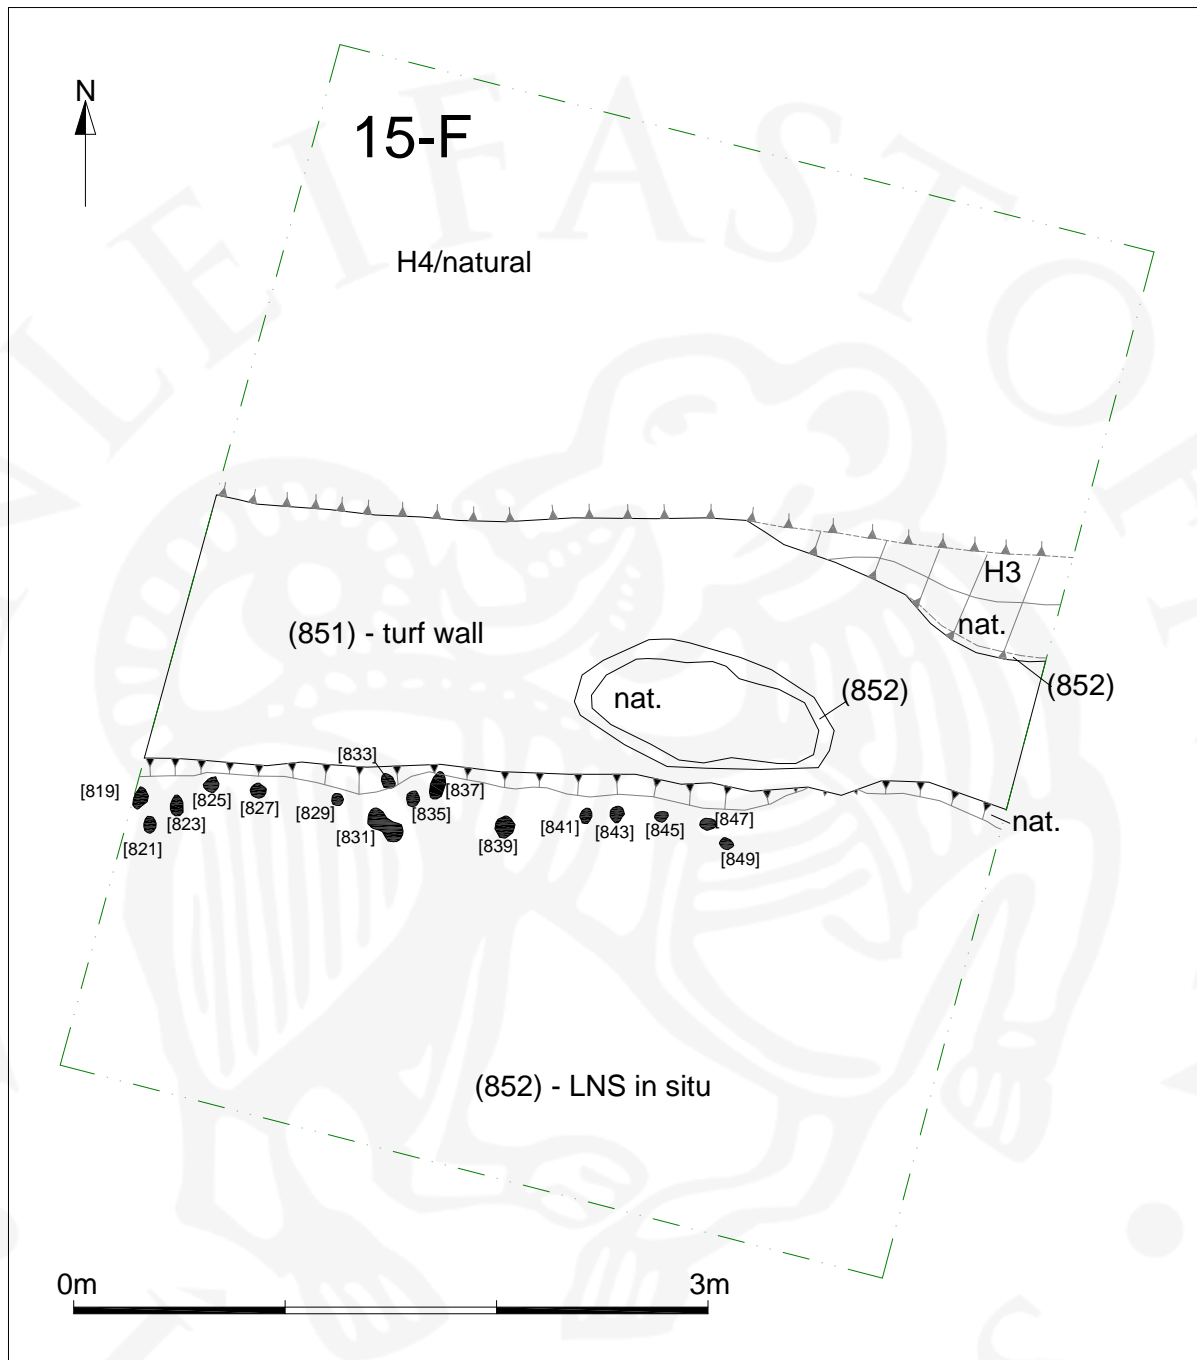 N
15-F
H4/natural
H3
nat.
(851) - turf wall
(852)
nat.
(852)
[833]
[819]
[825]
[827]
[829]
[835]
[837]
[823]
[821]
[831]
[839]
[841]
[843]
[845]
[847]
[849]
nat.
(852) - LNS in situ
0m
3m